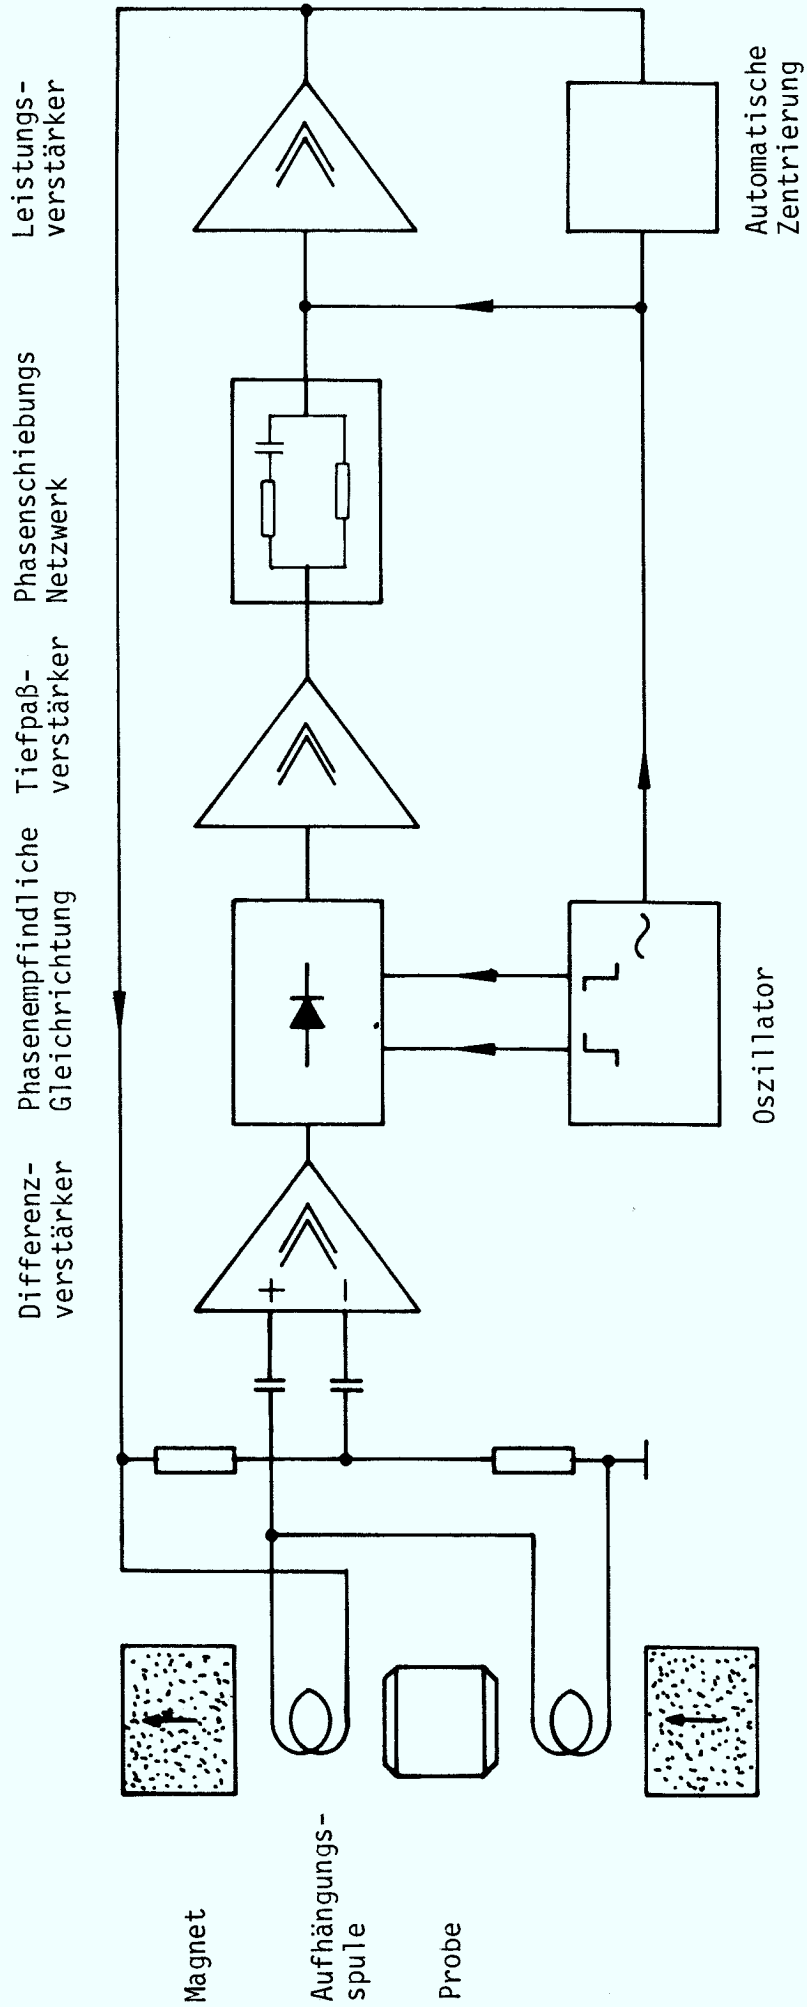 Magnet
Aufhängungs-
spule
Probe
Differenz-
verstärker
Phasenempfindliche
Gleichrichtung
Tiefpaß-
verstärker
Phasenschiebungs
Netzwerk
Leistungs-
verstärker
+
−
~
Oszillator
Automatische
Zentrierung